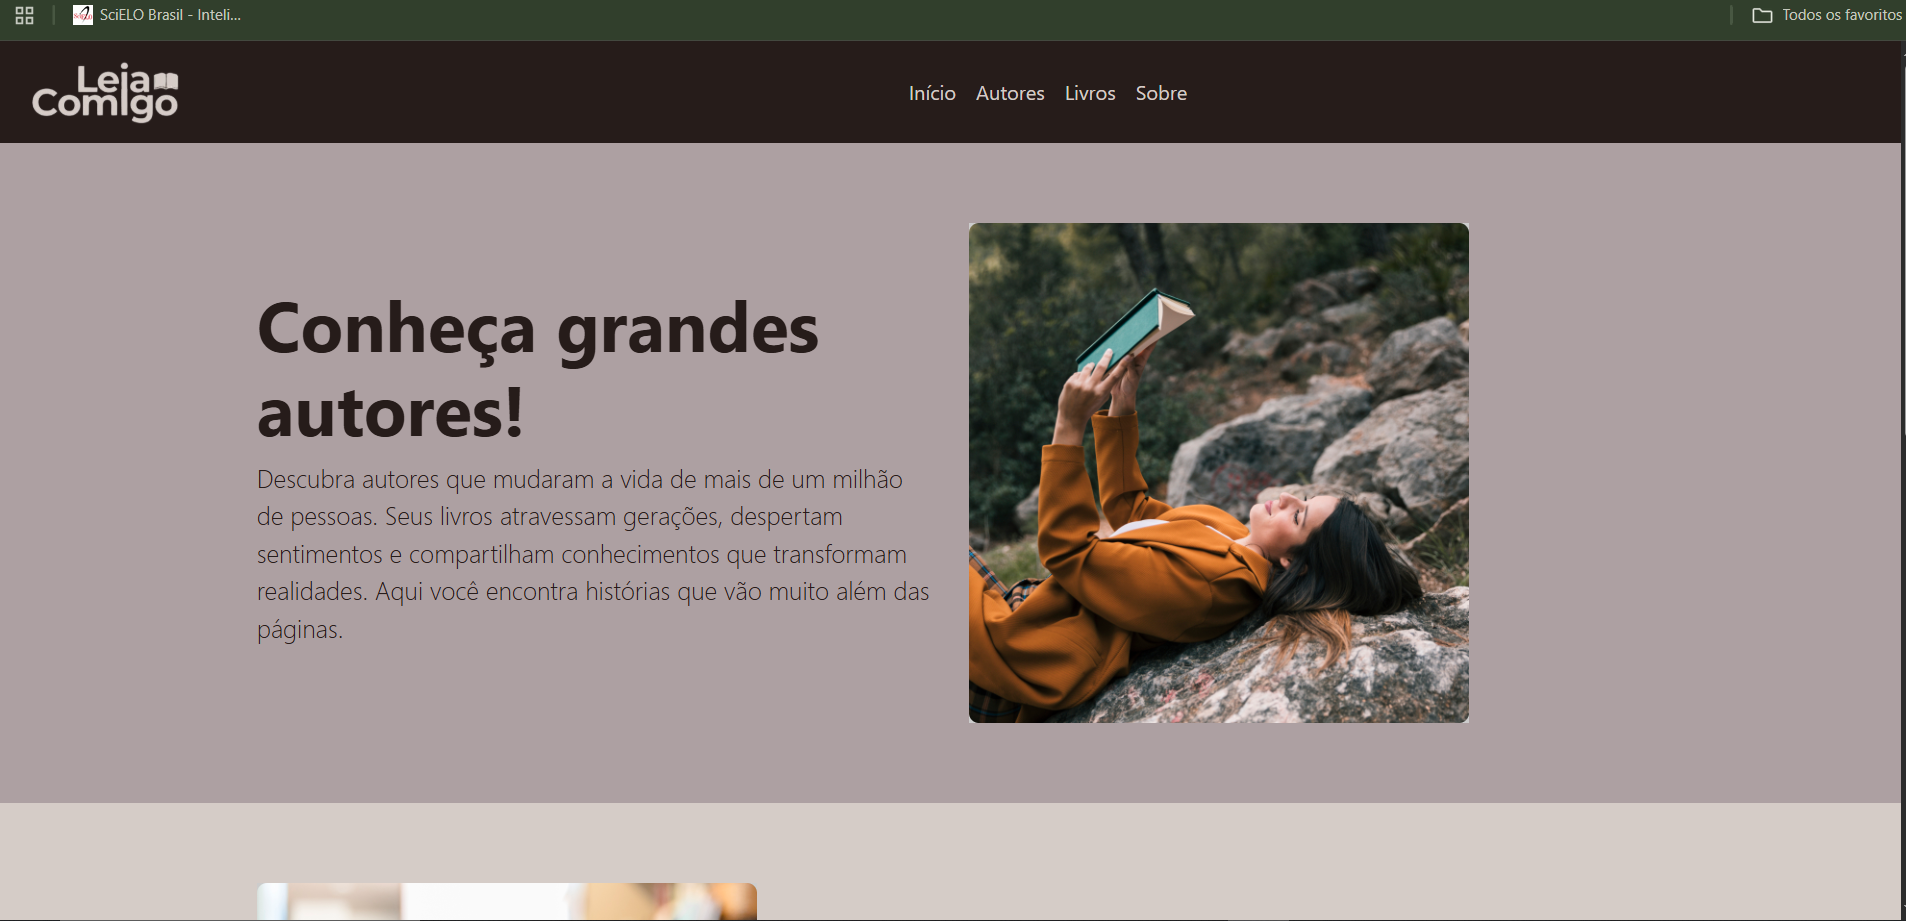 SciELO Brasil - Inteli...
Todos os favoritos
Leia
Comigo
Início Autores Livros Sobre
Conheça grandes
autores!
Descubra autores que mudaram a vida de mais de um milhão
de pessoas. Seus livros atravessam gerações, despertam
sentimentos e compartilham conhecimentos que transformam
realidades. Aqui você encontra histórias que vão muito além das
páginas.